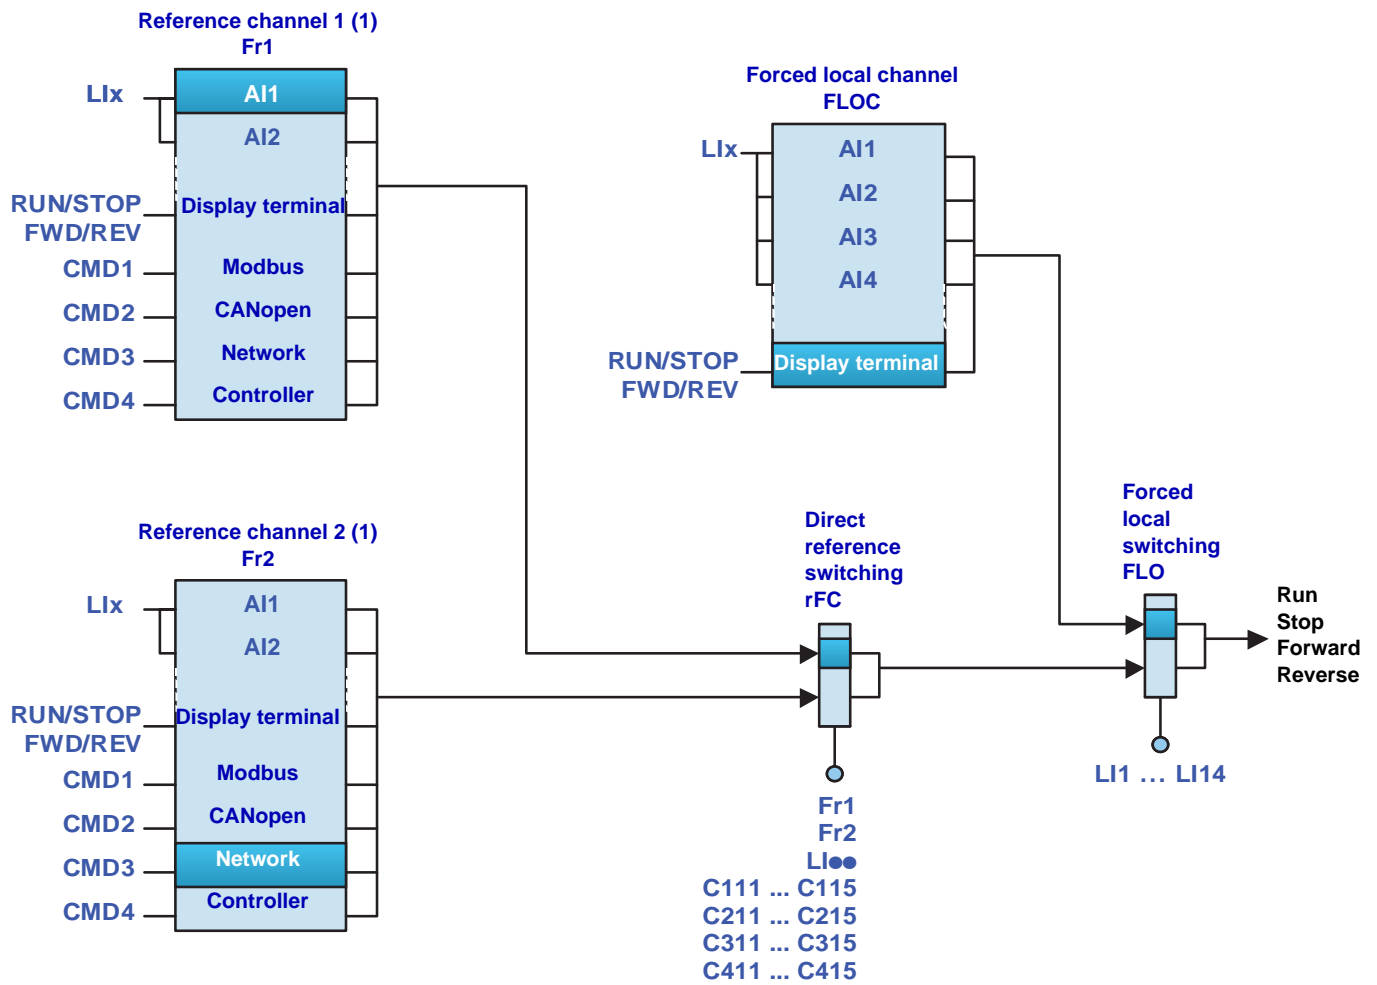 Reference channel 1 (1)
Fr1
LIx
AI1
AI2
RUN/STOP
FWD/REV
Display terminal
CMD1
Modbus
CMD2
CANopen
CMD3
Network
CMD4
Controller
Forced local channel
FLOC
LIx
AI1
AI2
AI3
AI4
RUN/STOP
FWD/REV
Display terminal
Reference channel 2 (1)
Fr2
LIx
AI1
AI2
RUN/STOP
FWD/REV
Display terminal
CMD1
Modbus
CMD2
CANopen
CMD3
Network
CMD4
Controller
Direct
reference
switching
rFC
Fr1
Fr2
LI●●
C111 ... C115
C211 ... C215
C311 ... C315
C411 ... C415
Forced
local
switching
FLO
LI1 ... LI14
Run
Stop
Forward
Reverse